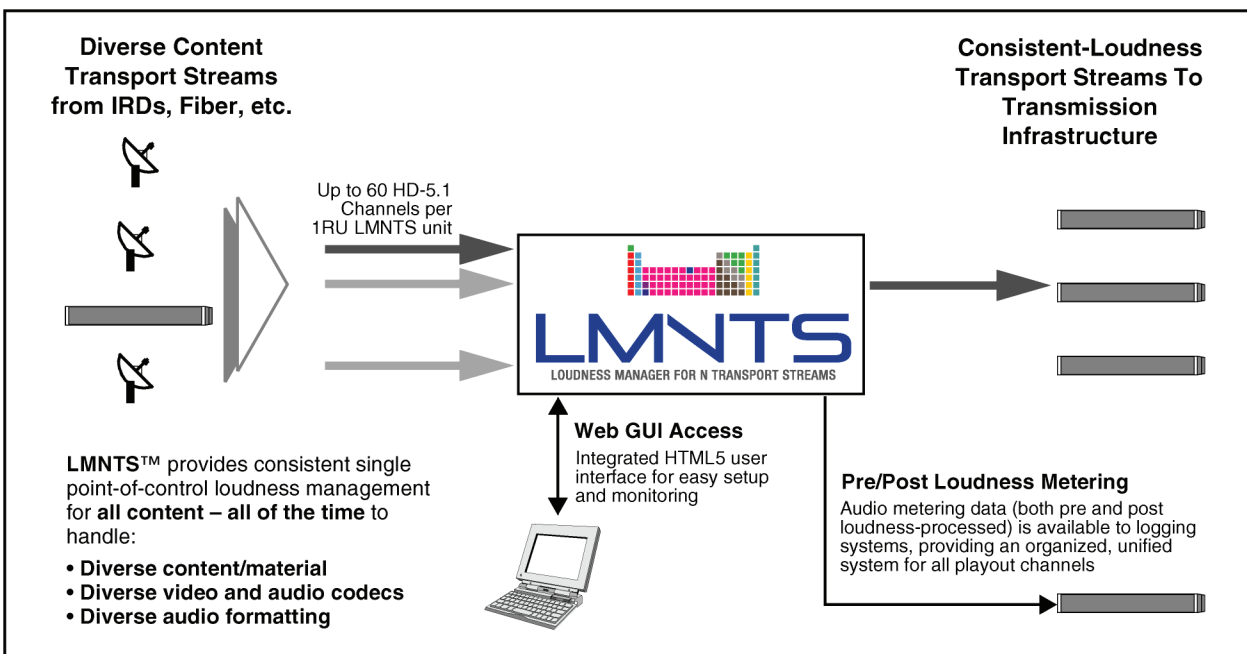 Diverse Content
Transport Streams
from IRDs, Fiber, etc.
Consistent-Loudness
Transport Streams To
Transmission
Infrastructure
Up to 60 HD-5.1
Channels per
1RU LMNTS unit
LMNTS
LOUDNESS MANAGER FOR N TRANSPORT STREAMS
LMNTS™ provides consistent single
point-of-control loudness management
for all content – all of the time to
handle:
• Diverse content/material
• Diverse video and audio codecs
• Diverse audio formatting
Web GUI Access
Integrated HTML5 user
interface for easy setup
and monitoring
Pre/Post Loudness Metering
Audio metering data (both pre and post
loudness-processed) is available to logging
systems, providing an organized, unified
system for all playout channels